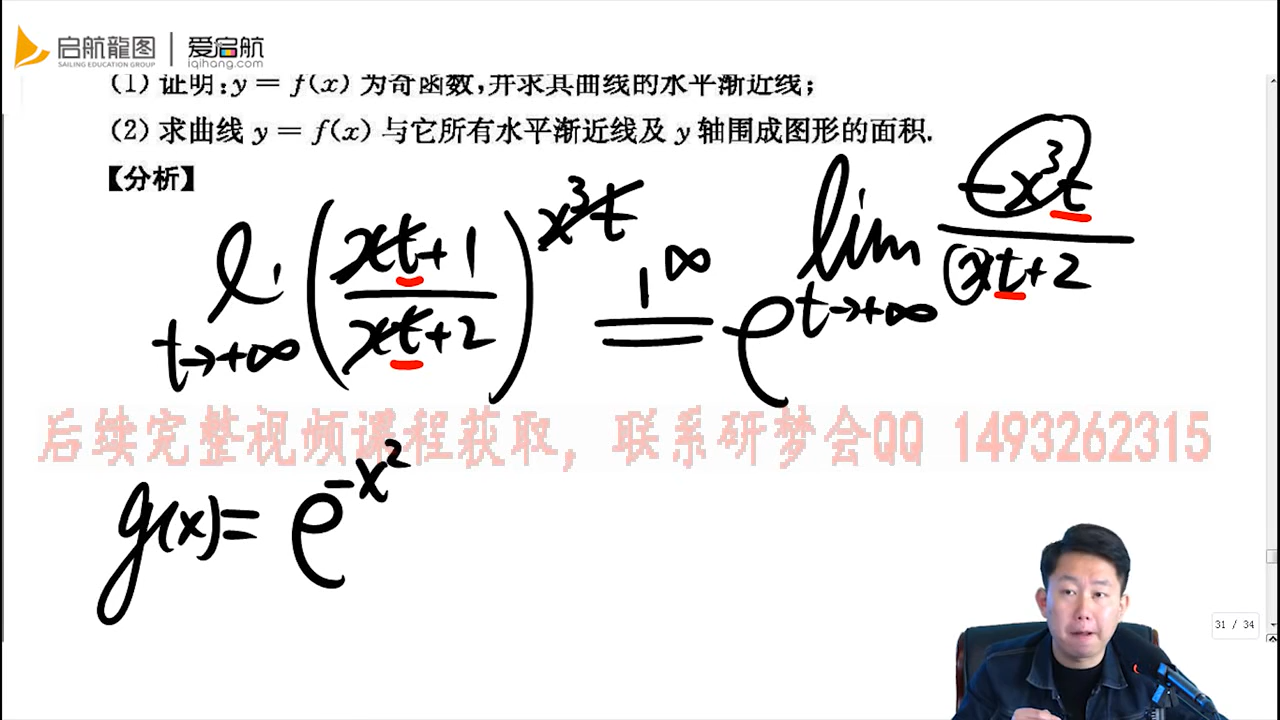 启航龍图 | 爱启航
SAILING EDUCATION GROUP iqihang.com
(1) 证明:y = f(x) 为奇函数,并求其曲线的水平渐近线;
(2) 求曲线 y = f(x) 与它所有水平渐近线及 y 轴围成图形的面积.
【分析】
li t→+∞ ((xt+1)/(xt+2))^(x³t) =(1^∞)= e^(lim t→+∞ (-x³t)/(xt+2))
后续完整视频课程获取，联系研梦会QQ 1493262315
g(x)= e^(-x²)
31 / 34